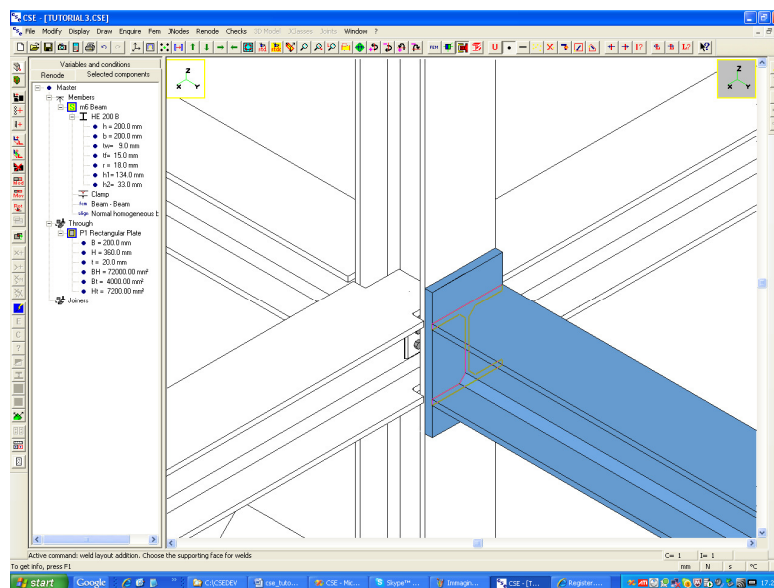 CSE - [TUTORIAL3.CSE]
File Modify Display Draw Enquire Fem JNodes Renode Checks 3D Model JClasses Joints Window ?
Variables and conditions
Renode Selected components
Master
Members
m6 Beam
HE 200 B
h = 200.0 mm
b = 200.0 mm
tw= 9.0 mm
tf= 15.0 mm
r = 18.0 mm
h1= 134.0 mm
h2= 33.0 mm
Clamp
Beam - Beam
Normal homogeneous b
Through
P1 Rectangular Plate
B = 200.0 mm
H = 360.0 mm
t = 20.0 mm
BH = 72000.00 mm²
Bt = 4000.00 mm²
Ht = 7200.00 mm²
Joiners
Z
X Y
Z
X Y
Active command: weld layout addition. Choose the supporting face for welds
C= 1 I= 1
To get info, press F1
mm N s °C
start Google C:\CSEDEV cse_tuto... CSE - Mic... Skype™ ... Immagin... CSE - [T... Register....